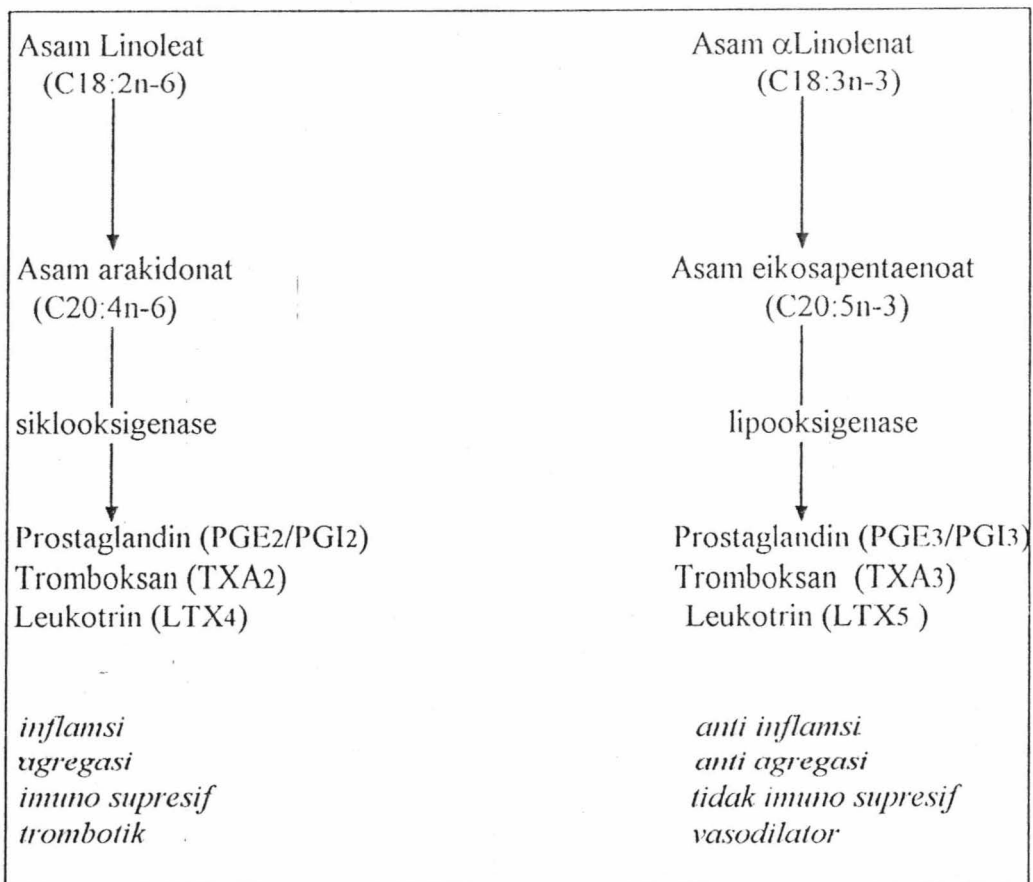 Asam Linoleat
(C18:2n-6)
Asam arakidonat
(C20:4n-6)
siklooksigenase
Prostaglandin (PGE2/PGI2)
Tromboksan (TXA2)
Leukotrin (LTX4)
inflamsi
agregasi
imuno supresif
trombotik
Asam αLinolenat
(C18:3n-3)
Asam eikosapentaenoat
(C20:5n-3)
lipooksigenase
Prostaglandin (PGE3/PGI3)
Tromboksan (TXA3)
Leukotrin (LTX5 )
anti inflamsi
anti agregasi
tidak imuno supresif
vasodilator